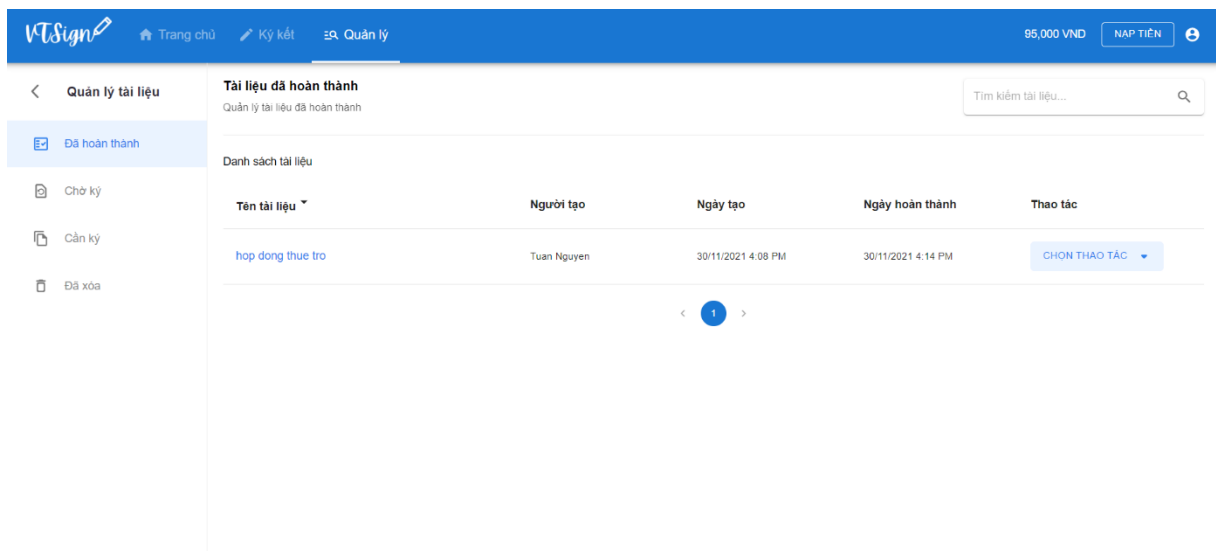 VTSign Trang chủ Ký kết Quản lý 95,000 VND NẠP TIỀN
Quản lý tài liệu
Đã hoàn thành
Chờ ký
Cần ký
Đã xóa
Tài liệu đã hoàn thành
Quản lý tài liệu đã hoàn thành
Tìm kiếm tài liệu...
Danh sách tài liệu
Tên tài liệu Người tạo Ngày tạo Ngày hoàn thành Thao tác
hop dong thue tro Tuan Nguyen 30/11/2021 4:08 PM 30/11/2021 4:14 PM CHỌN THAO TÁC
1